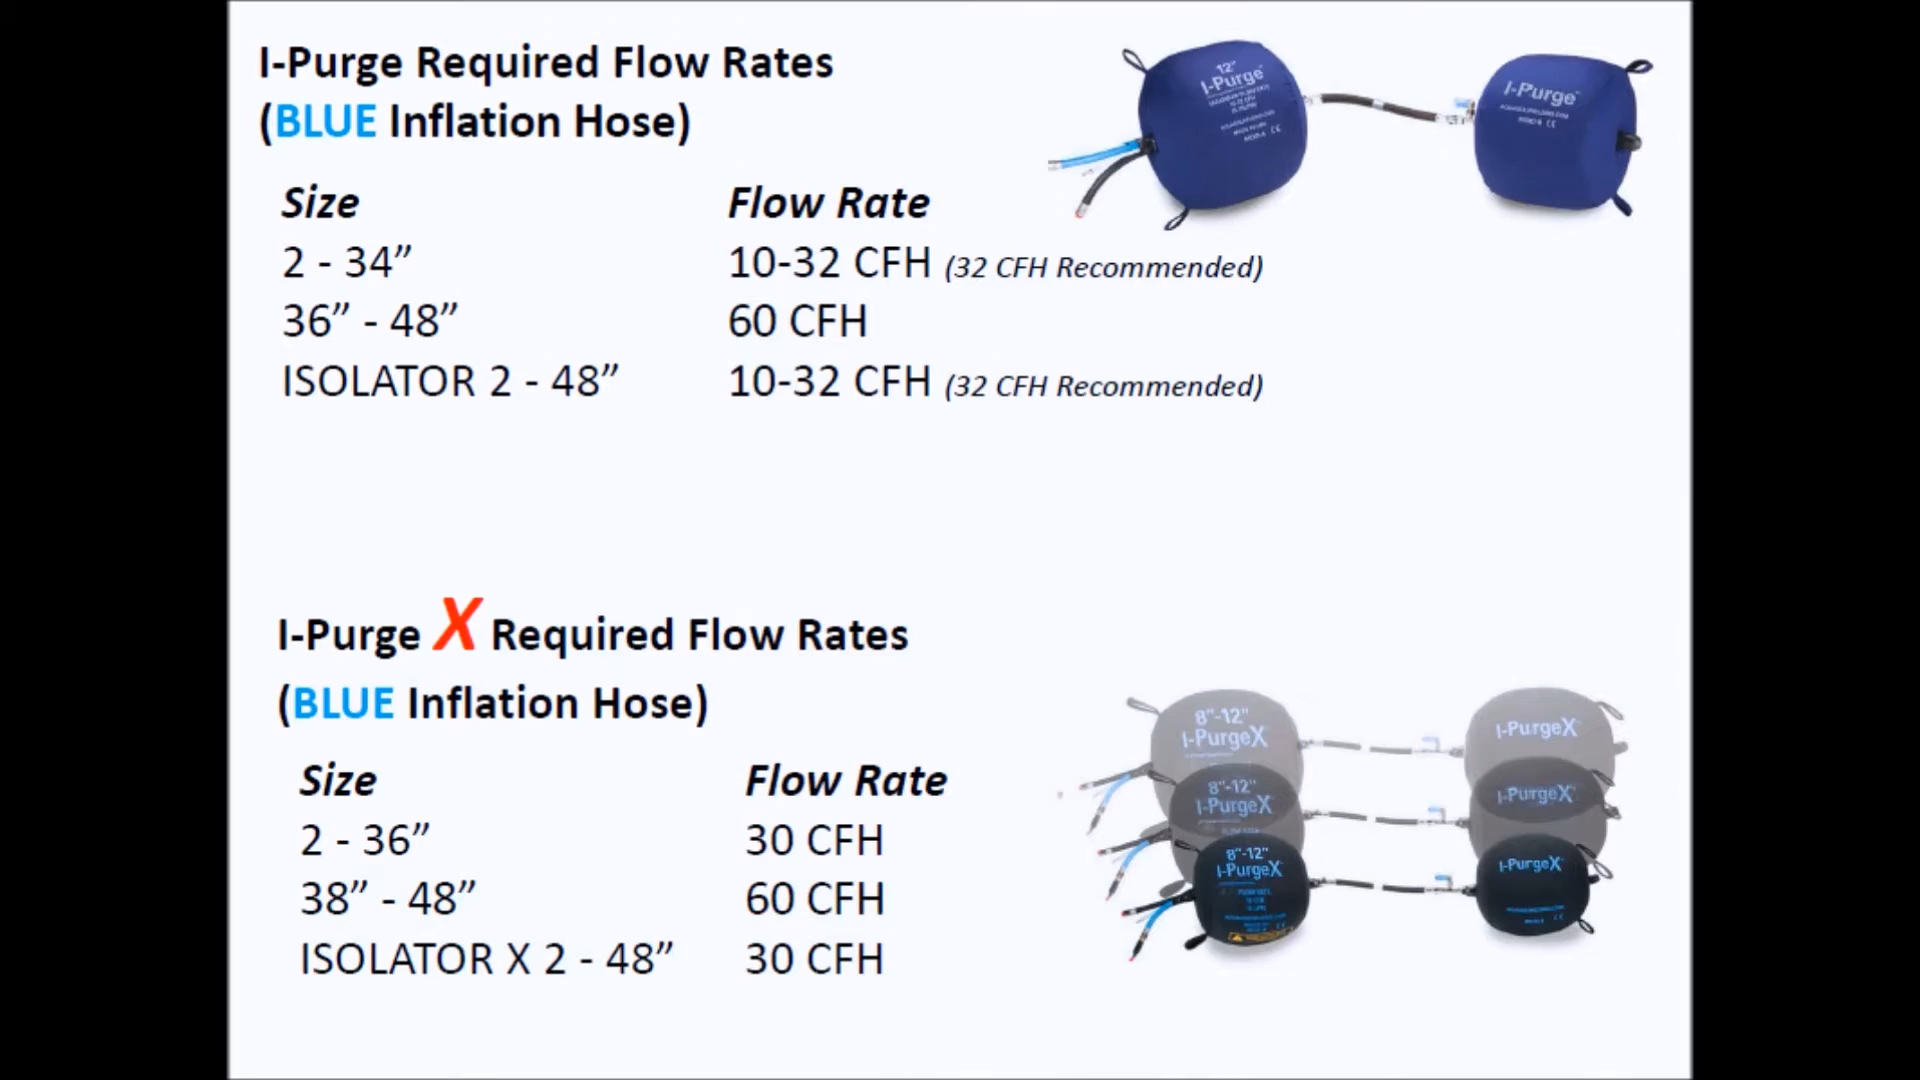 I-Purge Required Flow Rates
(BLUE Inflation Hose)
Size Flow Rate
2 - 34” 10-32 CFH (32 CFH Recommended)
36” - 48” 60 CFH
ISOLATOR 2 - 48” 10-32 CFH (32 CFH Recommended)
12"
I-Purge™
I-Purge™
I-Purge X Required Flow Rates
(BLUE Inflation Hose)
Size Flow Rate
2 - 36” 30 CFH
38” - 48” 60 CFH
ISOLATOR X 2 - 48” 30 CFH
8"-12"
I-PurgeX
I-PurgeX
8"-12"
I-PurgeX
I-PurgeX
8"-12"
I-PurgeX
I-PurgeX